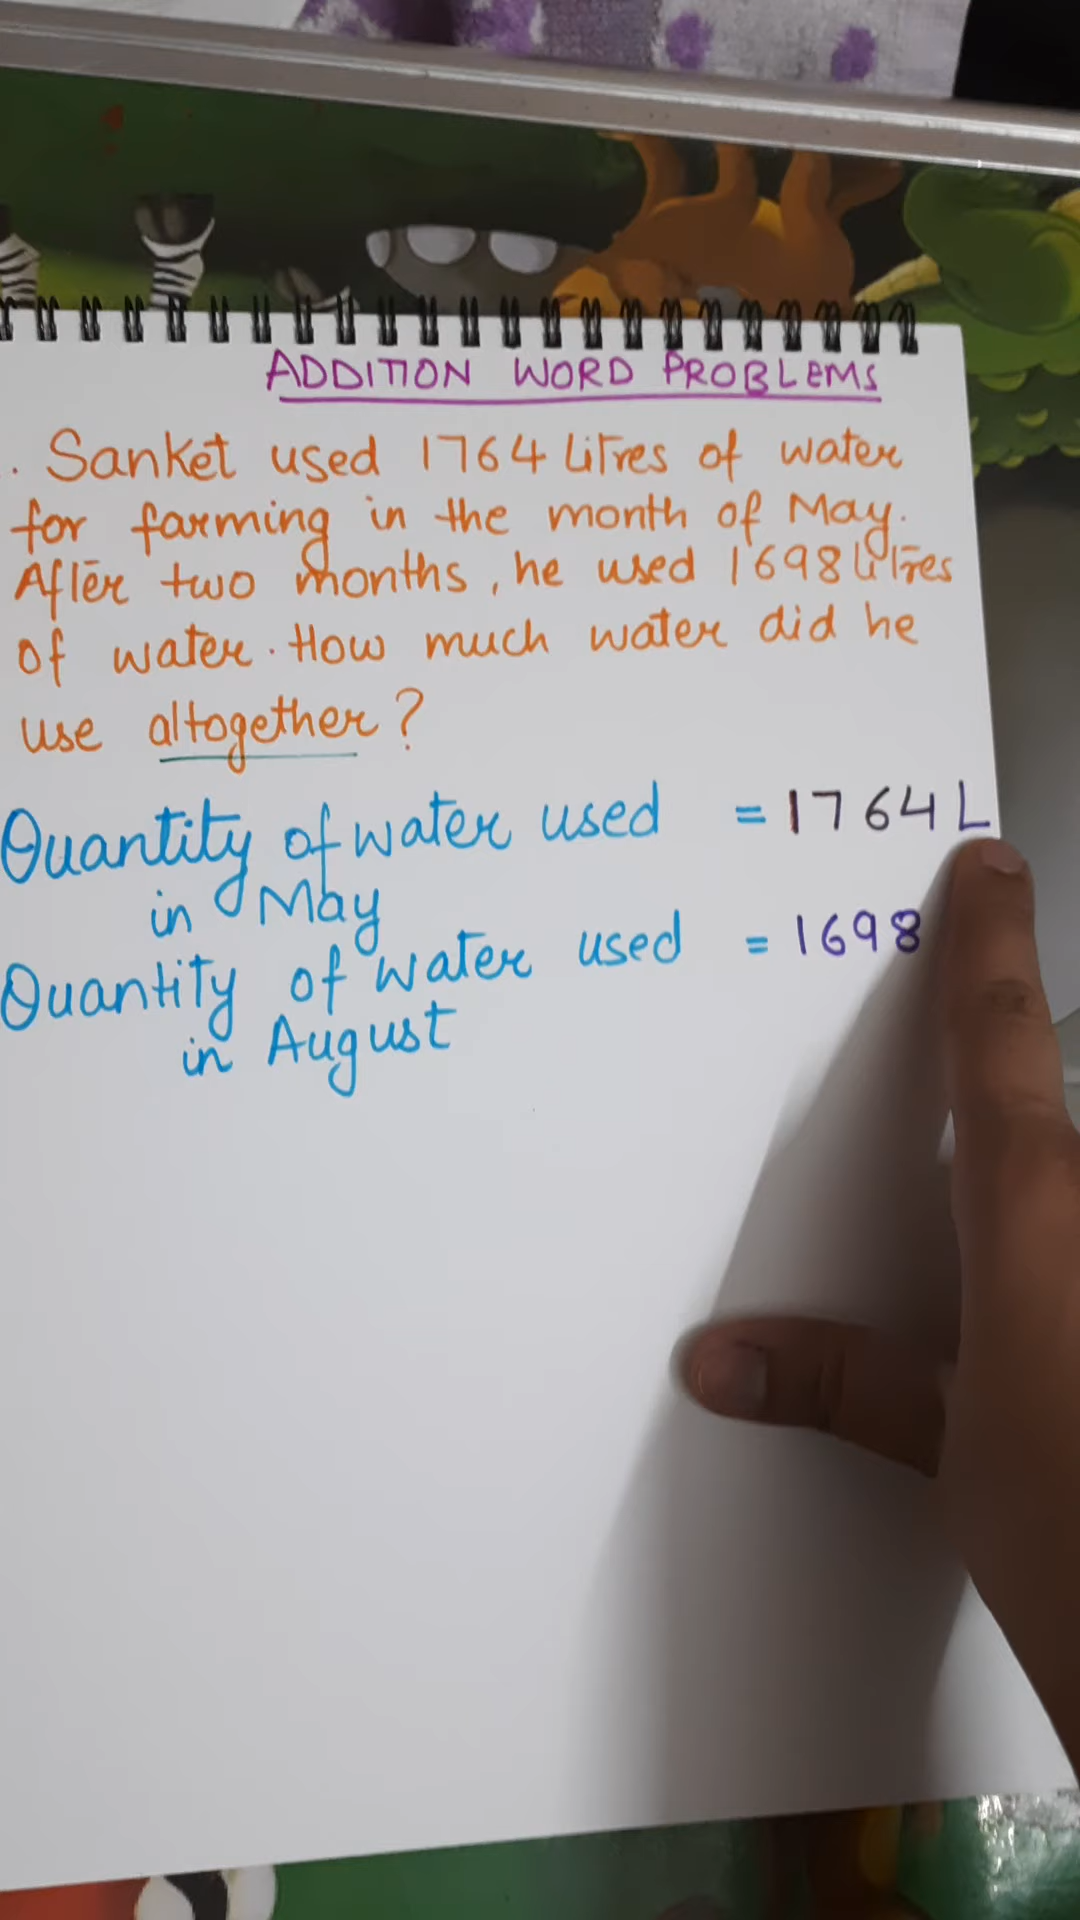 ADDITION WORD PROBLEMS
. Sanket used 1764 Litres of water
for farming in the month of May.
After two months, he used 1698 Litres
of water. How much water did he
use altogether?
Quantity of water used = 1764 L
in May
Quantity of water used = 1698
in August